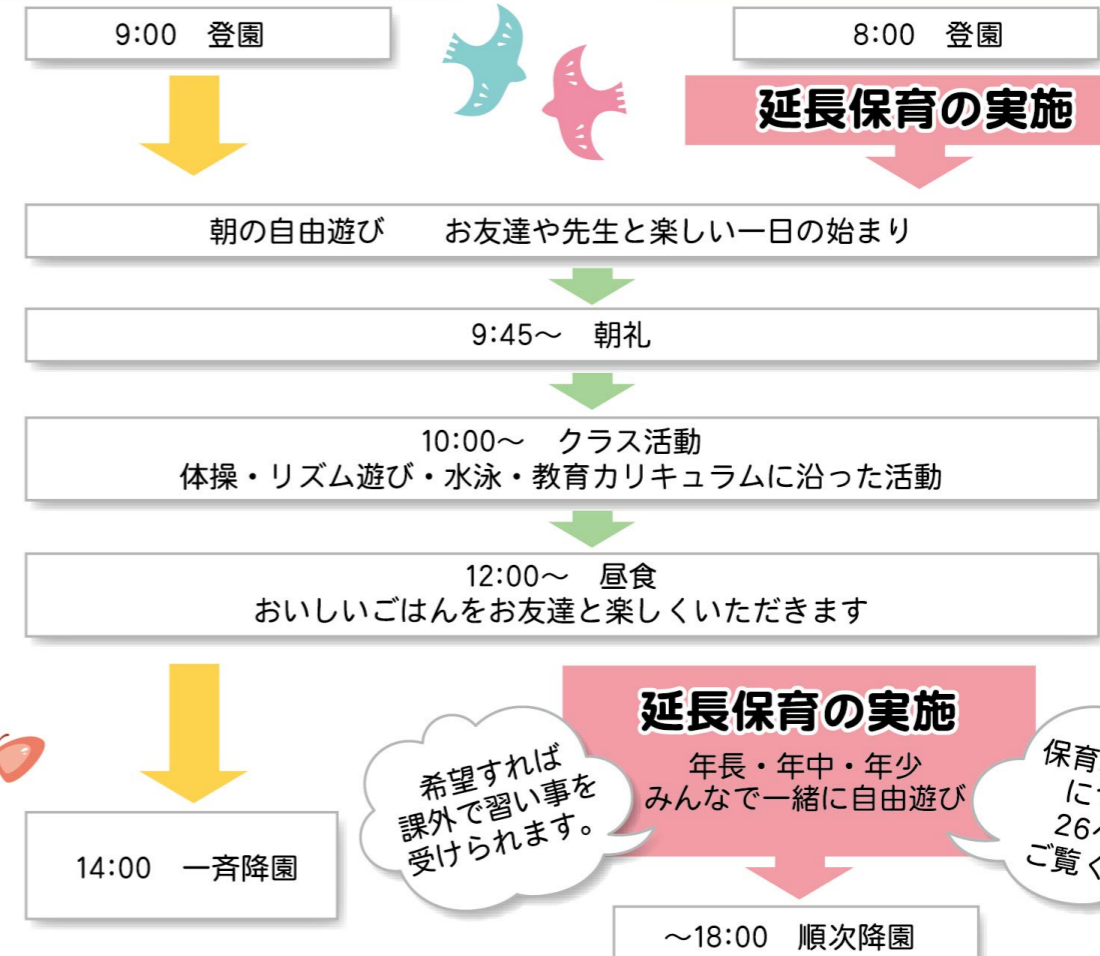 9:00　登園
8:00　登園
延長保育の実施
朝の自由遊び　　お友達や先生と楽しい一日の始まり
9:45～　朝礼
10:00～　クラス活動
体操・リズム遊び・水泳・教育カリキュラムに沿った活動
12:00～　昼食
おいしいごはんをお友達と楽しくいただきます
延長保育の実施
年長・年中・年少
みんなで一緒に自由遊び
希望すれば
課外で習い事を
受けられます。
保育
に
26
ご覧く
14:00　一斉降園
～18:00　順次降園